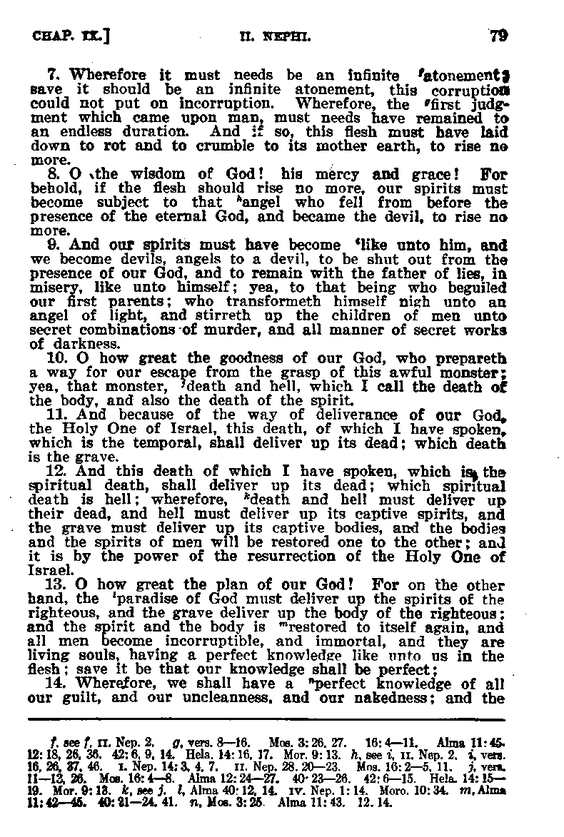 CHAP. IX.] II. NEPHI. 79
7. Wherefore it must needs be an infinite ᶠatonement;
save it should be an infinite atonement, this corruption
could not put on incorruption. Wherefore, the ᵍfirst judg-
ment which came upon man, must needs have remained to
an endless duration. And if so, this flesh must have laid
down to rot and to crumble to its mother earth, to rise no
more.
8. O the wisdom of God! his mercy and grace! For
behold, if the flesh should rise no more, our spirits must
become subject to that ʰangel who fell from before the
presence of the eternal God, and became the devil, to rise no
more.
9. And our spirits must have become ⁱlike unto him, and
we become devils, angels to a devil, to be shut out from the
presence of our God, and to remain with the father of lies, in
misery, like unto himself; yea, to that being who beguiled
our first parents; who transformeth himself nigh unto an
angel of light, and stirreth up the children of men unto
secret combinations of murder, and all manner of secret works
of darkness.
10. O how great the goodness of our God, who prepareth
a way for our escape from the grasp of this awful monster;
yea, that monster, ʲdeath and hell, which I call the death of
the body, and also the death of the spirit.
11. And because of the way of deliverance of our God,
the Holy One of Israel, this death, of which I have spoken,
which is the temporal, shall deliver up its dead; which death
is the grave.
12. And this death of which I have spoken, which is the
spiritual death, shall deliver up its dead; which spiritual
death is hell; wherefore, ᵏdeath and hell must deliver up
their dead, and hell must deliver up its captive spirits, and
the grave must deliver up its captive bodies, and the bodies
and the spirits of men will be restored one to the other; and
it is by the power of the resurrection of the Holy One of
Israel.
13. O how great the plan of our God! For on the other
hand, the ˡparadise of God must deliver up the spirits of the
righteous, and the grave deliver up the body of the righteous;
and the spirit and the body is ᵐrestored to itself again, and
all men become incorruptible, and immortal, and they are
living souls, having a perfect knowledge like unto us in the
flesh; save it be that our knowledge shall be perfect;
14. Wherefore, we shall have a ⁿperfect knowledge of all
our guilt, and our uncleanness, and our nakedness; and the
f, see f, II. Nep. 2. g, vers. 8—16. Mos. 3: 26, 27. 16: 4—11. Alma 11: 45.
12: 18, 26, 36. 42: 6, 9, 14. Hela. 14: 16, 17. Mor. 9: 13. h, see i, II. Nep. 2. i, vers.
16, 26, 37, 46. I. Nep. 14: 3, 4, 7. II. Nep. 28. 20—23. Mos. 16: 2—5, 11. j, vers.
11—13, 26. Mos. 16: 4—8. Alma 12: 24—27. 40: 23—26. 42: 6—15. Hela. 14: 15—
19. Mor. 9: 13. k, see j. l, Alma 40: 12, 14. IV. Nep. 1: 14. Moro. 10: 34. m, Alma
11: 42—45. 40: 21—24, 41. n, Mos. 3: 25. Alma 11: 43. 12. 14.